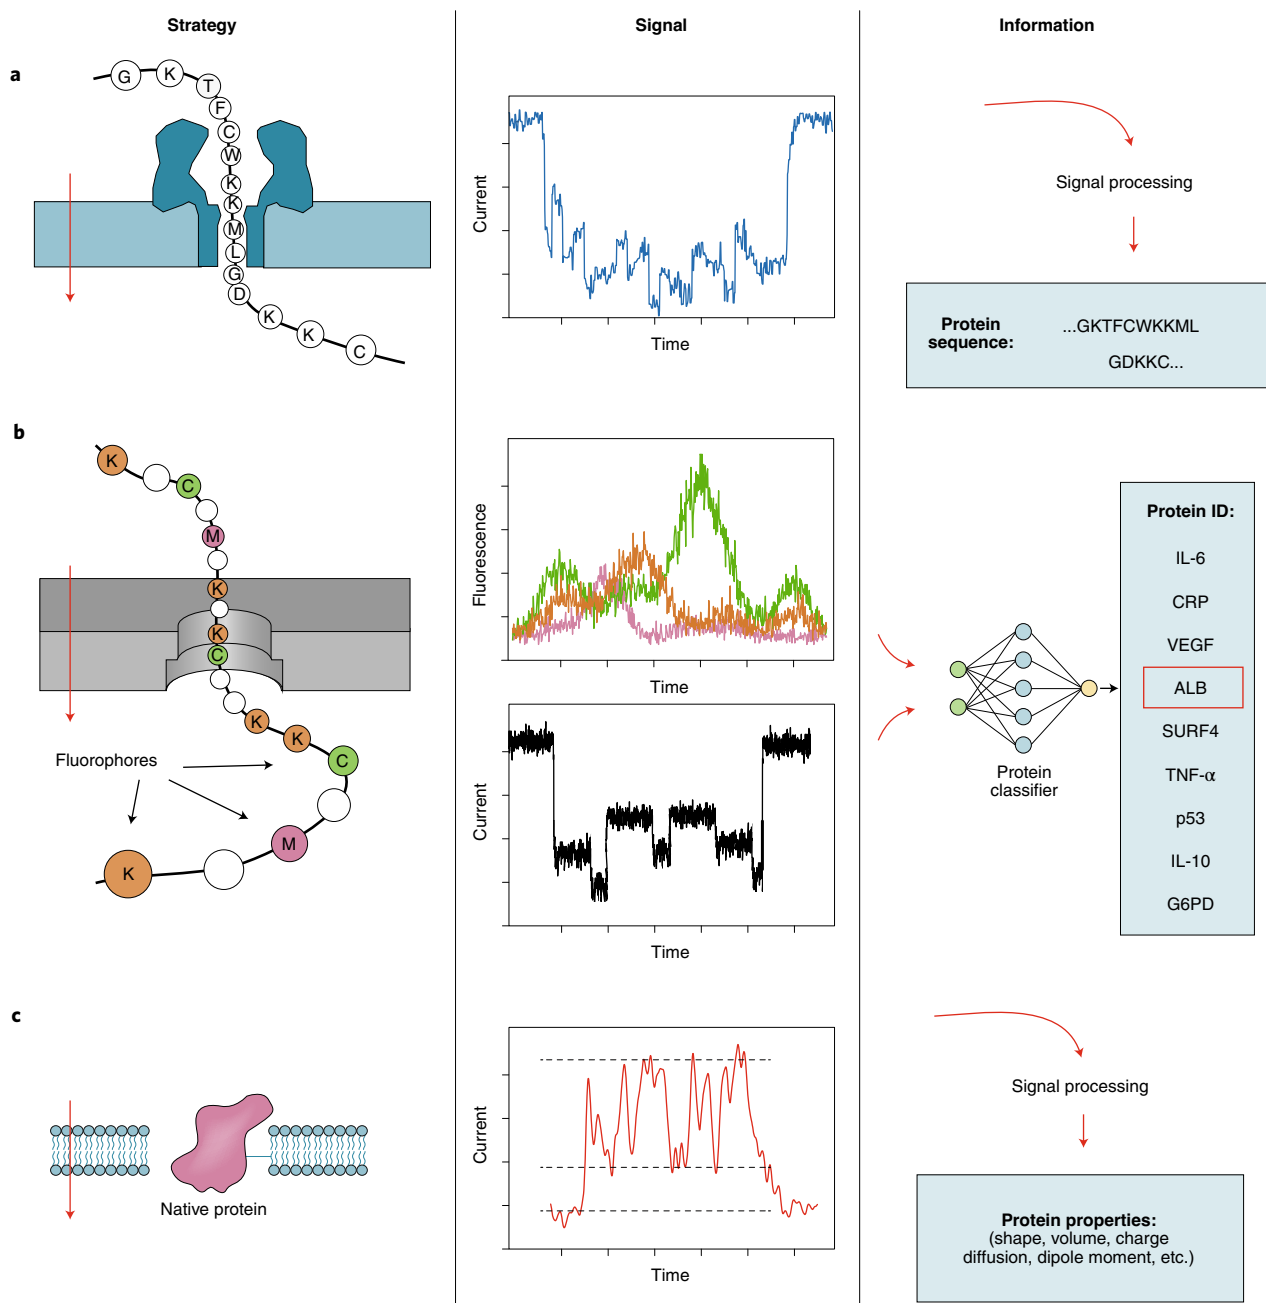 Strategy
Signal
Information
a
G
K
T
F
C
W
K
K
M
L
G
D
K
K
C
Current
Time
Signal processing
Protein
sequence:
...GKTFCWKKML
GDKKC...
b
K
C
M
K
K
C
K
K
C
M
K
Fluorophores
Fluorescence
Time
Current
Time
Protein
classifier
Protein ID:
IL-6
CRP
VEGF
ALB
SURF4
TNF-α
p53
IL-10
G6PD
c
Native protein
Current
Time
Signal processing
Protein properties:
(shape, volume, charge
diffusion, dipole moment, etc.)